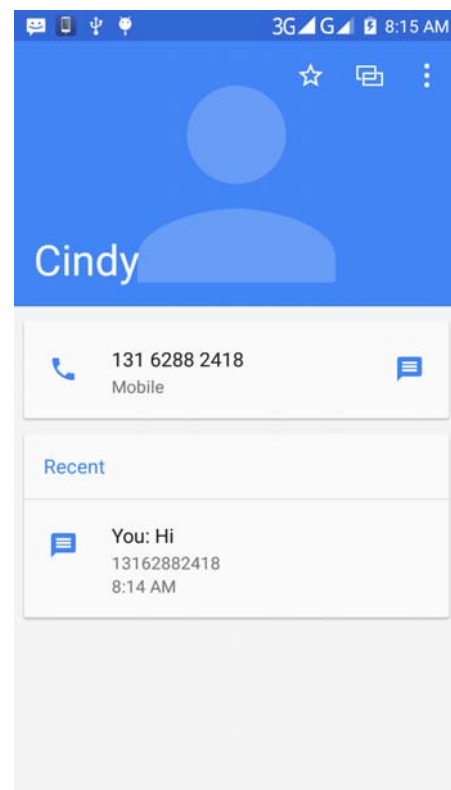 3G G 8:15 AM
Cindy
131 6288 2418
Mobile
Recent
You: Hi
13162882418
8:14 AM